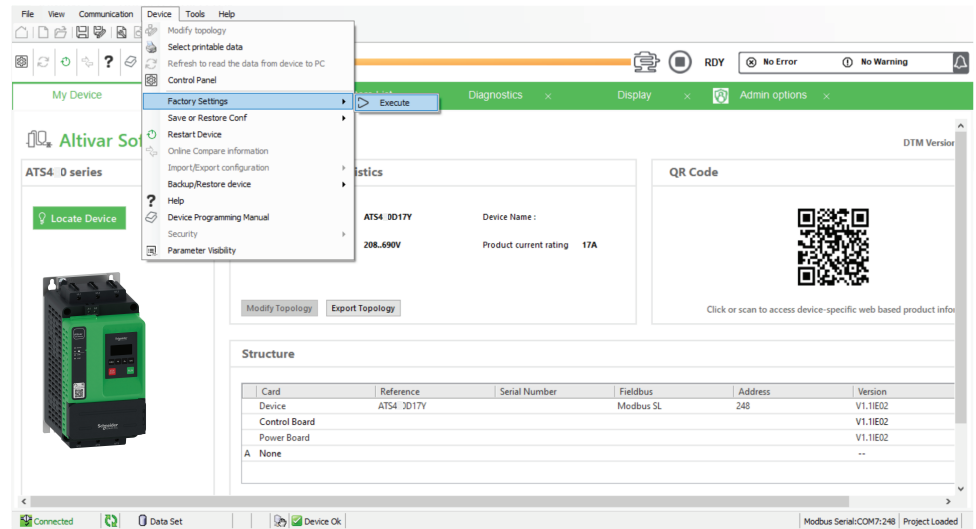 File View Communication Device Tools Help
Modify topology
Select printable data
Refresh to read the data from device to PC
Control Panel
Factory Settings
Execute
Save or Restore Conf
Restart Device
Online Compare information
Import/Export configuration
Backup/Restore device
Help
Device Programming Manual
Security
Parameter Visibility
RDY No Error No Warning
My Device Diagnostics Display Admin options
Altivar DTM Version
ATS4 0 series
QR Code
Locate Device
ATS4 0D17Y Device Name :
208..690V Product current rating 17A
Modify Topology Export Topology
Click or scan to access device-specific web based product
Structure
Card Reference Serial Number Fieldbus Address Version
Device ATS4 0D17Y Modbus SL 248 V1.1IE02
Control Board V1.1IE02
Power Board V1.1IE02
A None --
Schneider
Connected Data Set Device Ok Modbus Serial:COM7:248 Project Loaded